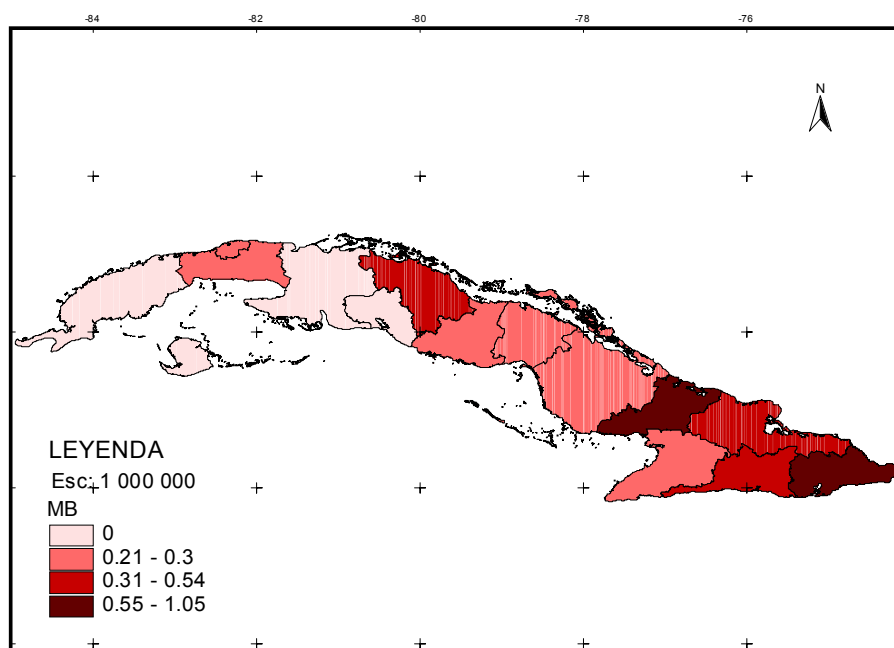 -84 -82 -80 -78 -76
N
LEYENDA
Esc: 1 000 000
MB
0
0.21 - 0.3
0.31 - 0.54
0.55 - 1.05